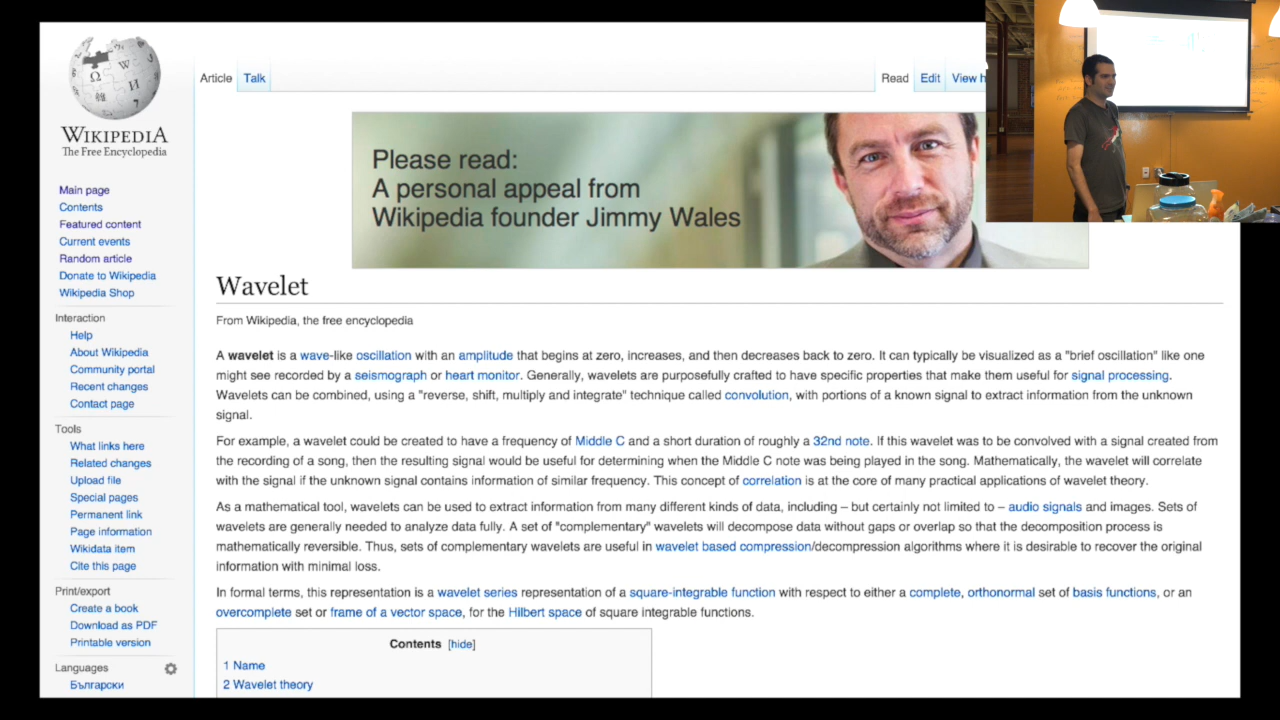 WIKIPEDIA
The Free Encyclopedia
Main page
Contents
Featured content
Current events
Random article
Donate to Wikipedia
Wikipedia Shop
Interaction
Help
About Wikipedia
Community portal
Recent changes
Contact page
Tools
What links here
Related changes
Upload file
Special pages
Permanent link
Page information
Wikidata item
Cite this page
Print/export
Create a book
Download as PDF
Printable version
Languages
Български
Article Talk
Read Edit View h
Please read:
A personal appeal from
Wikipedia founder Jimmy Wales
Wavelet
From Wikipedia, the free encyclopedia
A wavelet is a wave-like oscillation with an amplitude that begins at zero, increases, and then decreases back to zero. It can typically be visualized as a "brief oscillation" like one
might see recorded by a seismograph or heart monitor. Generally, wavelets are purposefully crafted to have specific properties that make them useful for signal processing.
Wavelets can be combined, using a "reverse, shift, multiply and integrate" technique called convolution, with portions of a known signal to extract information from the unknown
signal.
For example, a wavelet could be created to have a frequency of Middle C and a short duration of roughly a 32nd note. If this wavelet was to be convolved with a signal created from
the recording of a song, then the resulting signal would be useful for determining when the Middle C note was being played in the song. Mathematically, the wavelet will correlate
with the signal if the unknown signal contains information of similar frequency. This concept of correlation is at the core of many practical applications of wavelet theory.
As a mathematical tool, wavelets can be used to extract information from many different kinds of data, including – but certainly not limited to – audio signals and images. Sets of
wavelets are generally needed to analyze data fully. A set of "complementary" wavelets will decompose data without gaps or overlap so that the decomposition process is
mathematically reversible. Thus, sets of complementary wavelets are useful in wavelet based compression/decompression algorithms where it is desirable to recover the original
information with minimal loss.
In formal terms, this representation is a wavelet series representation of a square-integrable function with respect to either a complete, orthonormal set of basis functions, or an
overcomplete set or frame of a vector space, for the Hilbert space of square integrable functions.
Contents [hide]
1 Name
2 Wavelet theory